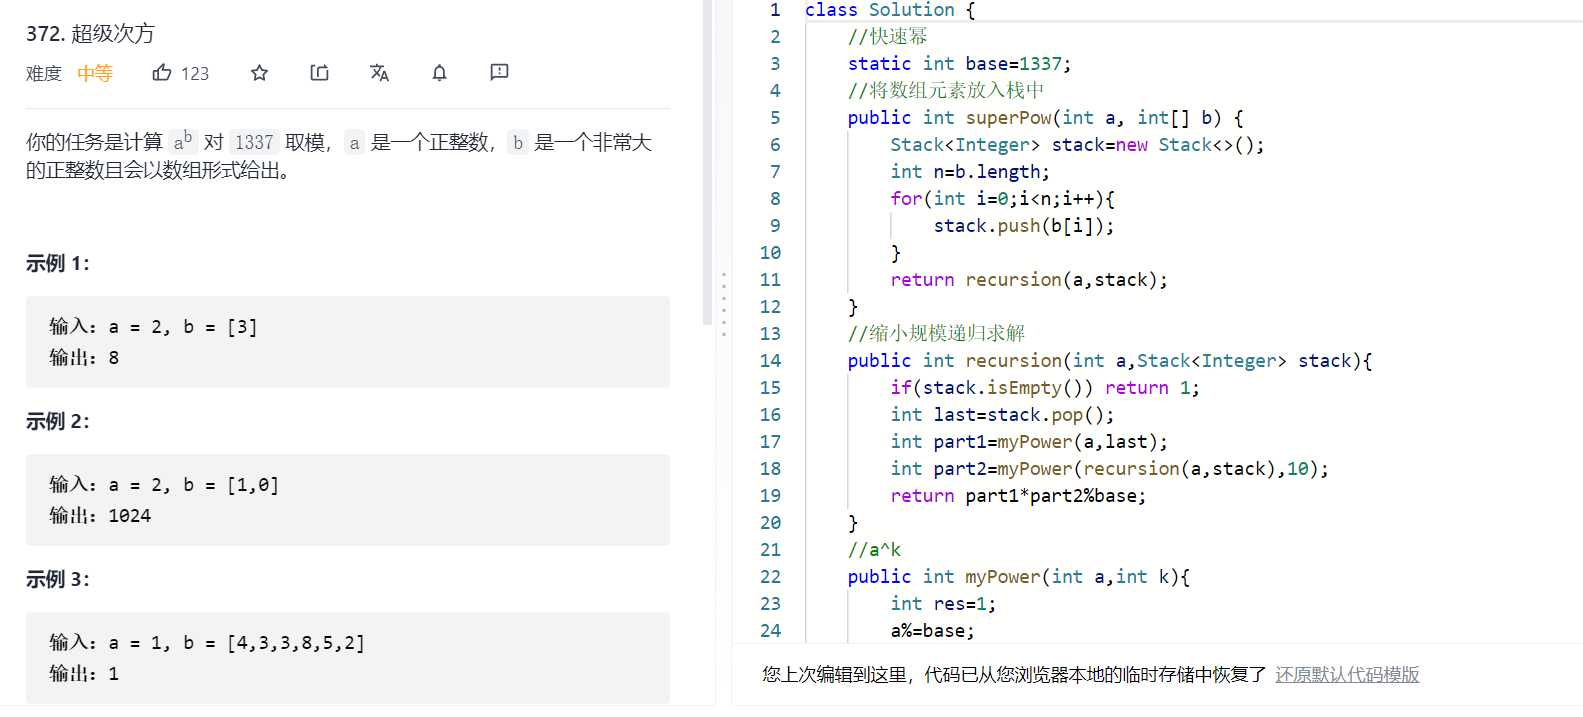 372. 超级次方
难度 中等 123
你的任务是计算 aᵇ 对 1337 取模，a 是一个正整数，b 是一个非常大
的正整数且会以数组形式给出。
示例 1：
输入：a = 2, b = [3]
输出：8
示例 2：
输入：a = 2, b = [1,0]
输出：1024
示例 3：
输入：a = 1, b = [4,3,3,8,5,2]
输出：1
1 class Solution {
2 //快速幂
3 static int base=1337;
4 //将数组元素放入栈中
5 public int superPow(int a, int[] b) {
6 Stack<Integer> stack=new Stack<>();
7 int n=b.length;
8 for(int i=0;i<n;i++){
9 stack.push(b[i]);
10 }
11 return recursion(a,stack);
12 }
13 //缩小规模递归求解
14 public int recursion(int a,Stack<Integer> stack){
15 if(stack.isEmpty()) return 1;
16 int last=stack.pop();
17 int part1=myPower(a,last);
18 int part2=myPower(recursion(a,stack),10);
19 return part1*part2%base;
20 }
21 //a^k
22 public int myPower(int a,int k){
23 int res=1;
24 a%=base;
您上次编辑到这里，代码已从您浏览器本地的临时存储中恢复了 还原默认代码模版